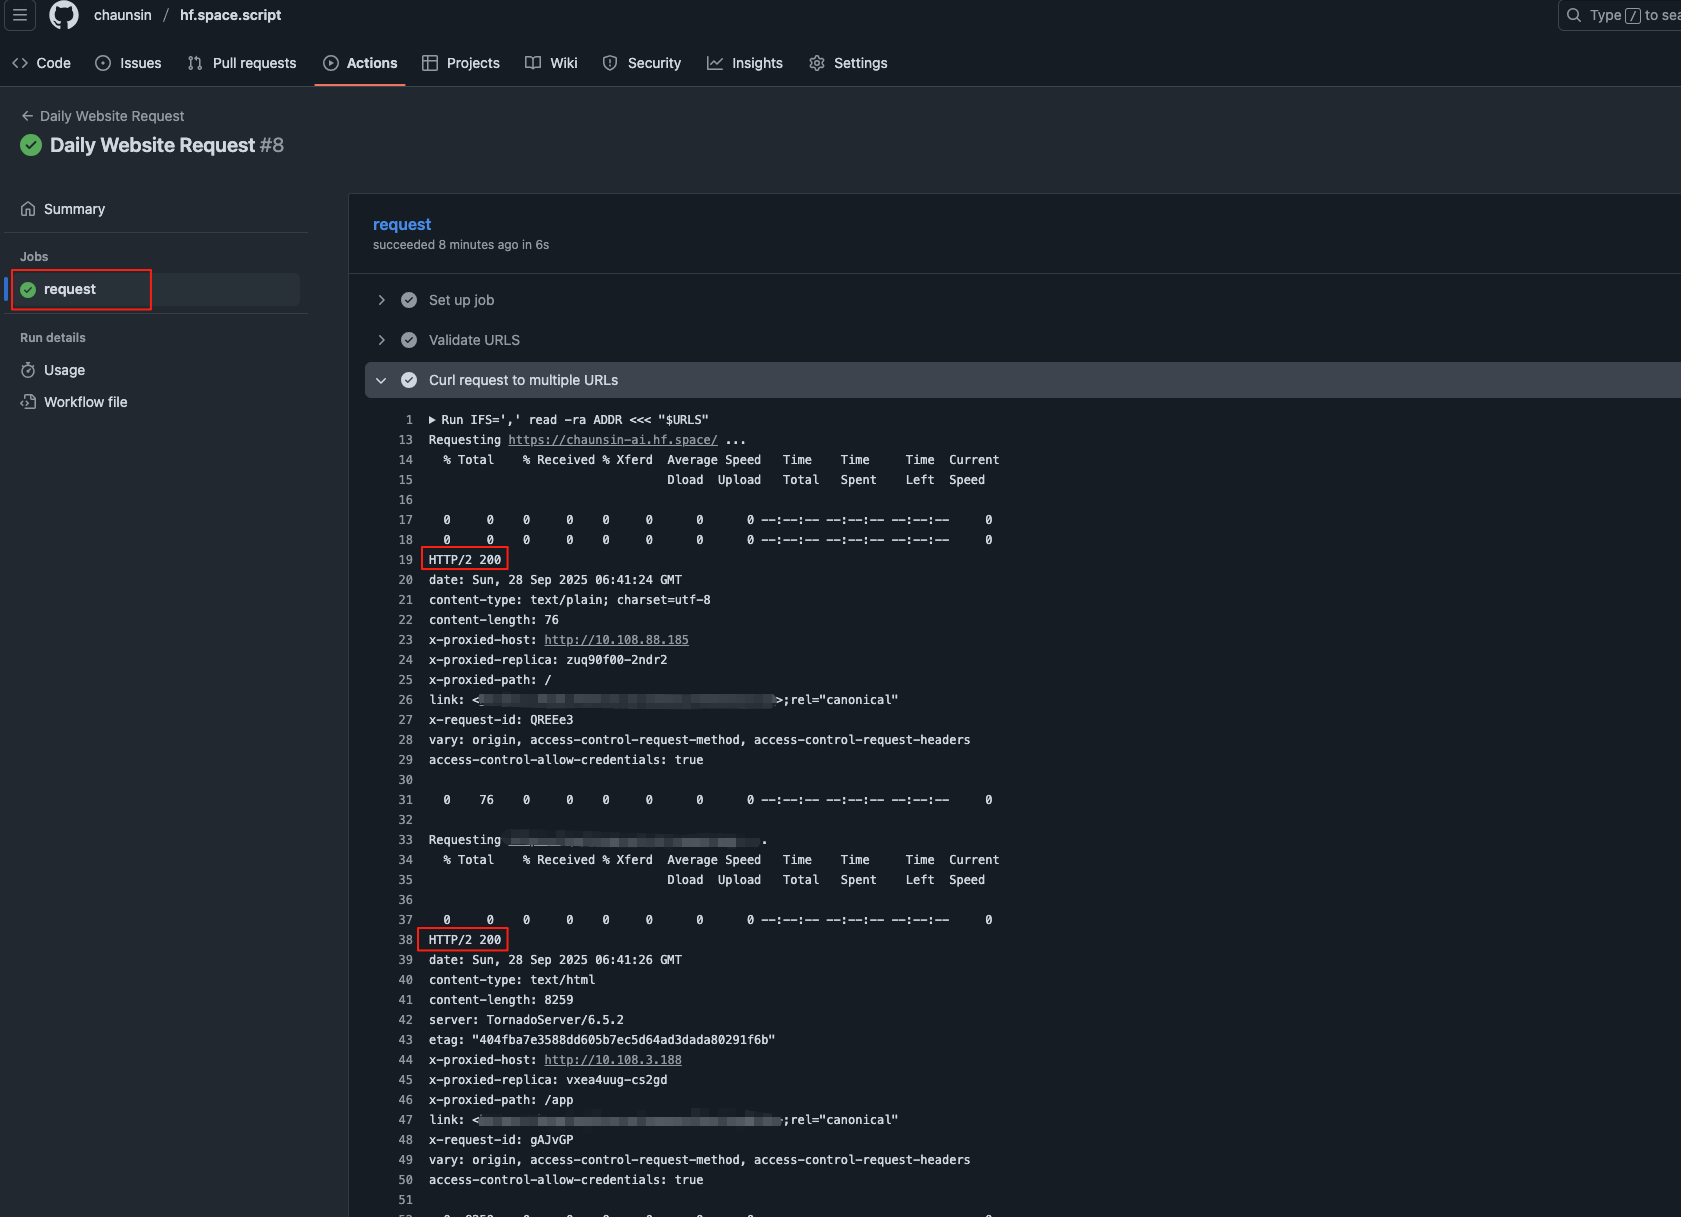 chaunsin / hf.space.script
Type / to sea
Code Issues Pull requests Actions Projects Wiki Security Insights Settings
Daily Website Request
Daily Website Request #8
Summary
Jobs
request
Run details
Usage
Workflow file
request
succeeded 8 minutes ago in 6s
Set up job
Validate URLS
Curl request to multiple URLs
1 Run IFS=',' read -ra ADDR <<< "$URLS"
13 Requesting https://chaunsin-ai.hf.space/ ...
14 % Total % Received % Xferd Average Speed Time Time Time Current
15 Dload Upload Total Spent Left Speed
16
17 0 0 0 0 0 0 0 0 --:--:-- --:--:-- --:--:-- 0
18 0 0 0 0 0 0 0 0 --:--:-- --:--:-- --:--:-- 0
19 HTTP/2 200
20 date: Sun, 28 Sep 2025 06:41:24 GMT
21 content-type: text/plain; charset=utf-8
22 content-length: 76
23 x-proxied-host: http://10.108.88.185
24 x-proxied-replica: zuq90f00-2ndr2
25 x-proxied-path: /
26 link: < >;rel="canonical"
27 x-request-id: QREEe3
28 vary: origin, access-control-request-method, access-control-request-headers
29 access-control-allow-credentials: true
30
31 0 76 0 0 0 0 0 0 --:--:-- --:--:-- --:--:-- 0
32
33 Requesting .
34 % Total % Received % Xferd Average Speed Time Time Time Current
35 Dload Upload Total Spent Left Speed
36
37 0 0 0 0 0 0 0 0 --:--:-- --:--:-- --:--:-- 0
38 HTTP/2 200
39 date: Sun, 28 Sep 2025 06:41:26 GMT
40 content-type: text/html
41 content-length: 8259
42 server: TornadoServer/6.5.2
43 etag: "404fba7e3588dd605b7ec5d64ad3dada80291f6b"
44 x-proxied-host: http://10.108.3.188
45 x-proxied-replica: vxea4uug-cs2gd
46 x-proxied-path: /app
47 link: < ;rel="canonical"
48 x-request-id: gAJvGP
49 vary: origin, access-control-request-method, access-control-request-headers
50 access-control-allow-credentials: true
51